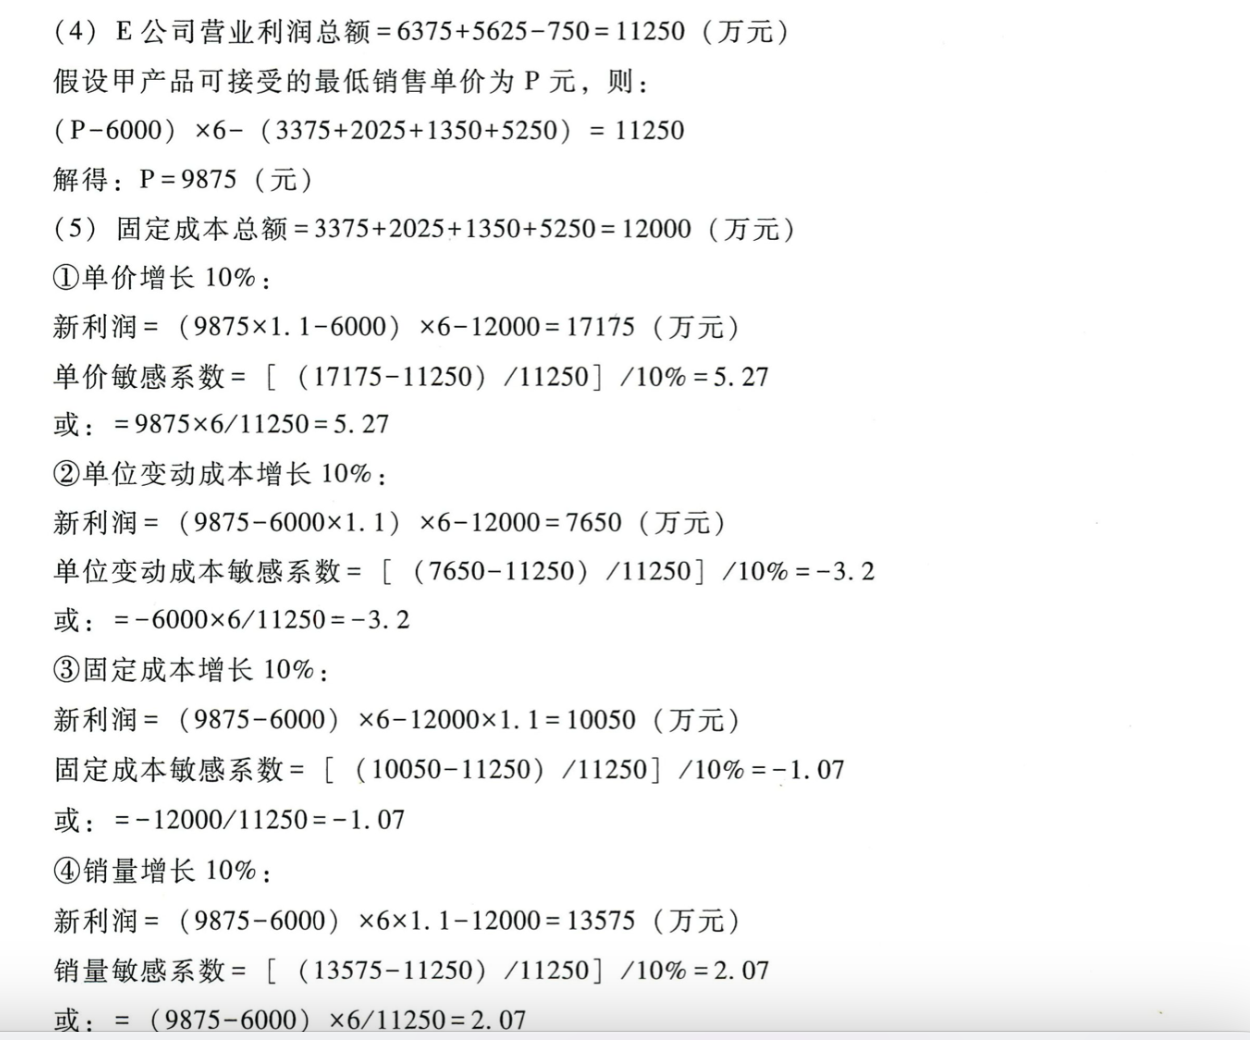 (4) E 公司营业利润总额=6375+5625-750=11250(万元)
假设甲产品可接受的最低销售单价为 P 元，则：
(P-6000)×6-(3375+2025+1350+5250)=11250
解得：P=9875(元)
(5) 固定成本总额=3375+2025+1350+5250=12000(万元)
①单价增长 10%：
新利润=(9875×1.1-6000)×6-12000=17175(万元)
单价敏感系数=[(17175-11250)/11250]/10%=5.27
或：=9875×6/11250=5.27
②单位变动成本增长 10%：
新利润=(9875-6000×1.1)×6-12000=7650(万元)
单位变动成本敏感系数=[(7650-11250)/11250]/10%=-3.2
或：=-6000×6/11250=-3.2
③固定成本增长 10%：
新利润=(9875-6000)×6-12000×1.1=10050(万元)
固定成本敏感系数=[(10050-11250)/11250]/10%=-1.07
或：=-12000/11250=-1.07
④销量增长 10%：
新利润=(9875-6000)×6×1.1-12000=13575(万元)
销量敏感系数=[(13575-11250)/11250]/10%=2.07
或：=(9875-6000)×6/11250=2.07